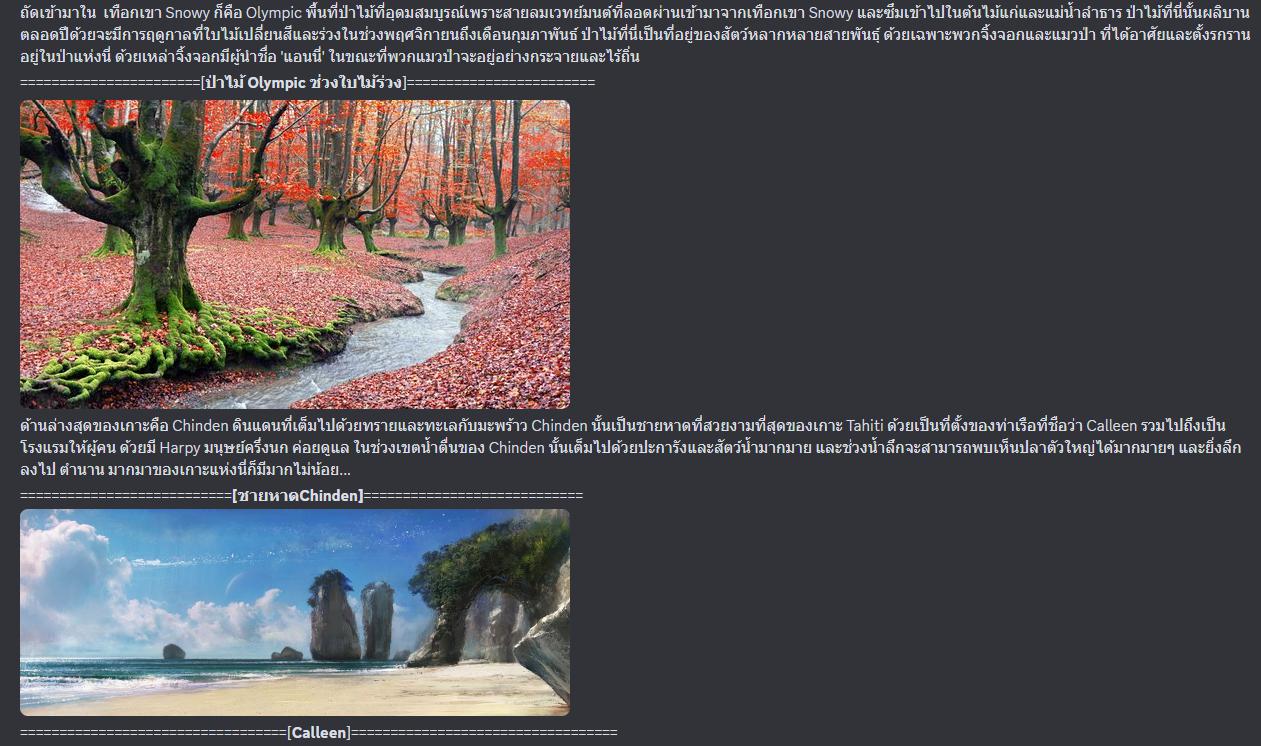 ถัดเข้ามาใน เทือกเขา Snowy ก็คือ Olympic พื้นที่ป่าไม้ที่อุดมสมบูรณ์เพราะสายลมเวทย์มนต์ที่ลอดผ่านเข้ามาจากเทือกเขา Snowy และซึมเข้าไปในต้นไม้แก่และแม่น้ำลำธาร ป่าไม้ที่นี่นั้นผลิบาน
ตลอดปีด้วยจะมีการฤดูกาลที่ใบไม้เปลี่ยนสีและร่วงในช่วงพฤศจิกายนถึงเดือนกุมภาพันธ์ ป่าไม้ที่นี่เป็นที่อยู่ของสัตว์หลากหลายสายพันธุ์ ด้วยเฉพาะพวกจิ้งจอกและแมวป่า ที่ได้อาศัยและตั้งรกราน
อยู่ในป่าแห่งนี่ ด้วยเหล่าจิ้งจอกมีผู้นำชื่อ 'แอนนี่' ในขณะที่พวกแมวป่าจะอยู่อย่างกระจายและไร้ถิ่น
=======================[ป่าไม้ Olympic ช่วงใบไม้ร่วง]========================
ด้านล่างสุดของเกาะคือ Chinden ดินแดนที่เต็มไปด้วยทรายและทะเลกับมะพร้าว Chinden นั้นเป็นชายหาดที่สวยงามที่สุดของเกาะ Tahiti ด้วยเป็นที่ตั้งของท่าเรือที่ชื่อว่า Calleen รวมไปถึงเป็น
โรงแรมให้ผู้คน ด้วยมี Harpy มนุษย์ครึ่งนก ค่อยดูแล ในช่วงเขตน้ำตื่นของ Chinden นั้นเต็มไปด้วยปะการังและสัตว์น้ำมากมาย และช่วงน้ำลึกจะสามารถพบเห็นปลาตัวใหญ่ได้มากมายๆ และยิ่งลึก
ลงไป ตำนาน มากมาของเกาะแห่งนี่ก็มีมากไม่น้อย...
===========================[ชายหาดChinden]============================
==================================[Calleen]==================================